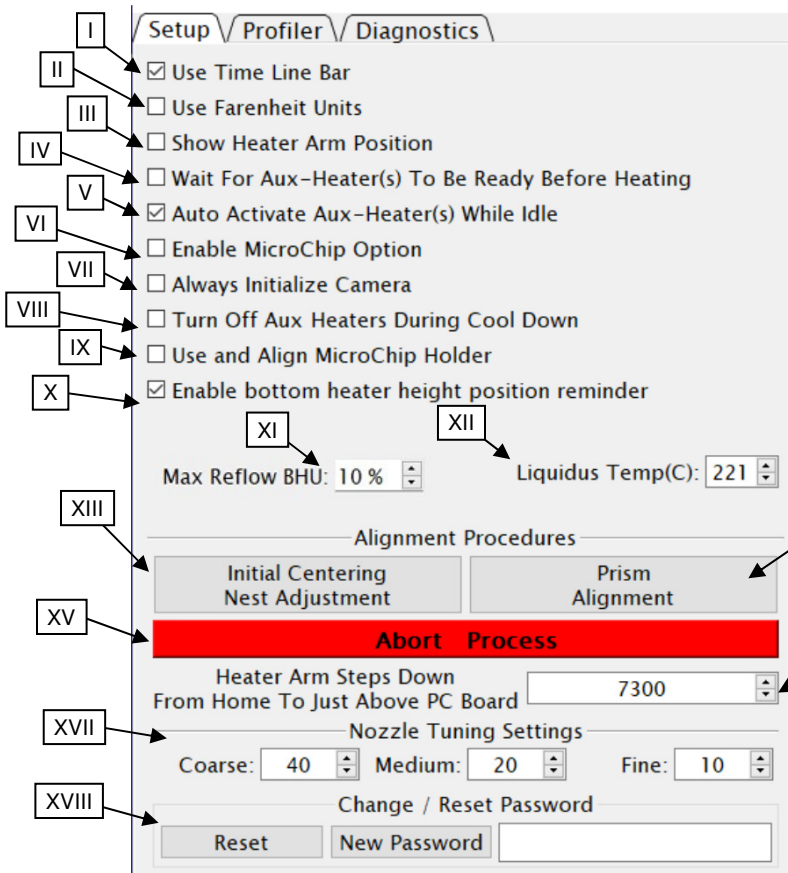 Setup Profiler Diagnostics
I
Use Time Line Bar
II
Use Farenheit Units
III
Show Heater Arm Position
IV
Wait For Aux-Heater(s) To Be Ready Before Heating
V
Auto Activate Aux-Heater(s) While Idle
VI
Enable MicroChip Option
VII
Always Initialize Camera
VIII
Turn Off Aux Heaters During Cool Down
IX
Use and Align MicroChip Holder
X
Enable bottom heater height position reminder
XI
XII
Max Reflow BHU: 10 % Liquidus Temp(C): 221
XIII
Alignment Procedures
Initial Centering
Nest Adjustment
Prism
Alignment
XV
Abort Process
Heater Arm Steps Down
From Home To Just Above PC Board
7300
XVII
Nozzle Tuning Settings
Coarse: 40 Medium: 20 Fine: 10
XVIII
Change / Reset Password
Reset New Password